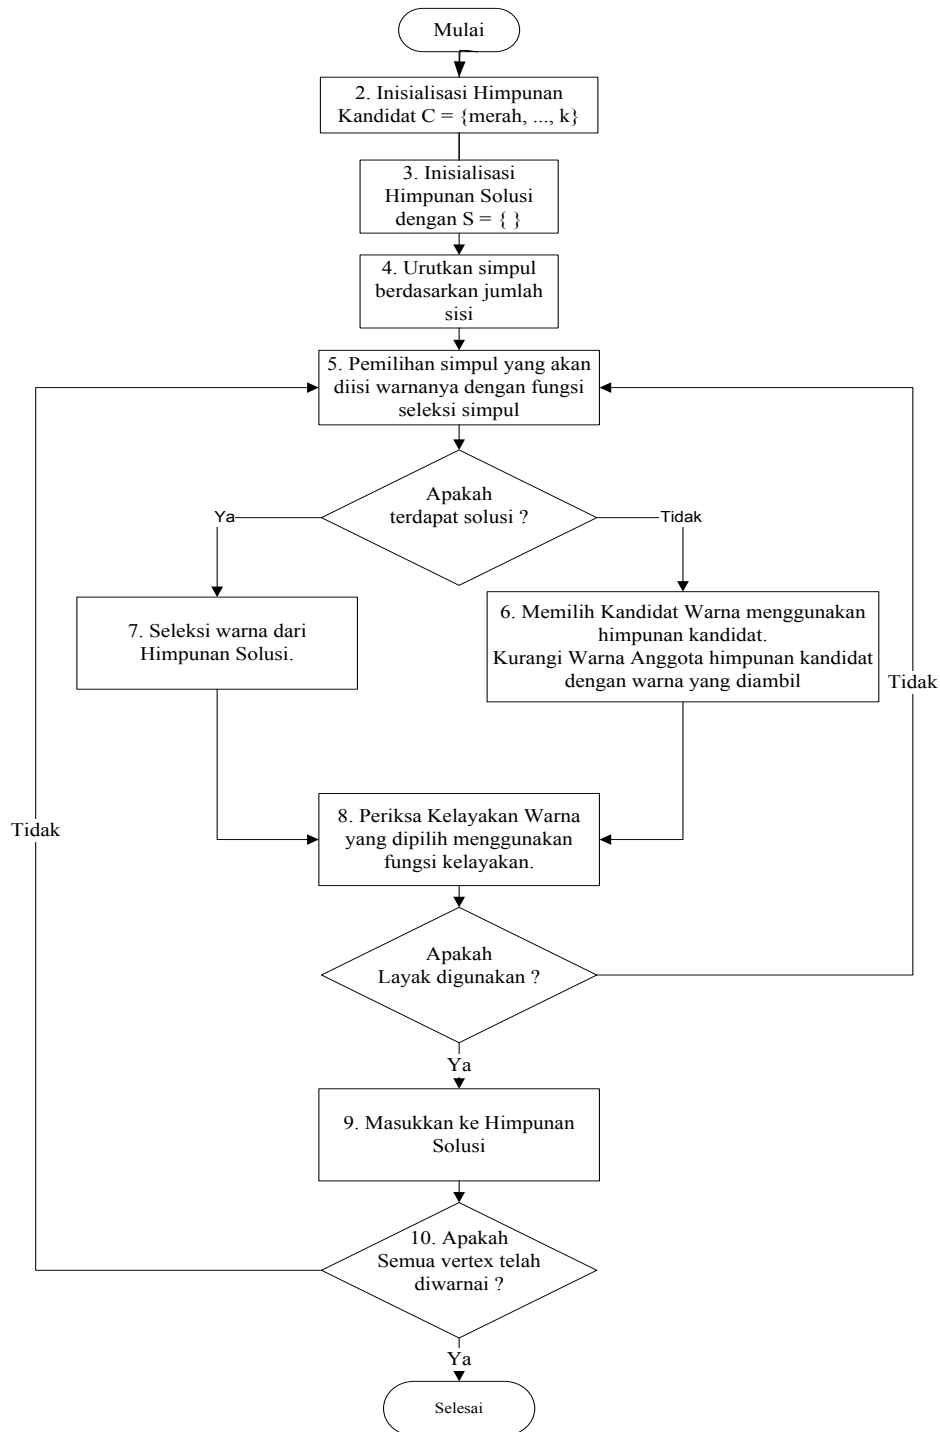 Mulai
2. Inisialisasi Himpunan
Kandidat C = {merah, ..., k}
3. Inisialisasi
Himpunan Solusi
dengan S = { }
4. Urutkan simpul
berdasarkan jumlah
sisi
5. Pemilihan simpul yang akan
diisi warnanya dengan fungsi
seleksi simpul
Apakah
terdapat solusi ?
Ya
Tidak
7. Seleksi warna dari
Himpunan Solusi.
6. Memilih Kandidat Warna menggunakan
himpunan kandidat.
Kurangi Warna Anggota himpunan kandidat
dengan warna yang diambil
Tidak
Tidak
8. Periksa Kelayakan Warna
yang dipilih menggunakan
fungsi kelayakan.
Apakah
Layak digunakan ?
Ya
9. Masukkan ke Himpunan
Solusi
10. Apakah
Semua vertex telah
diwarnai ?
Ya
Selesai